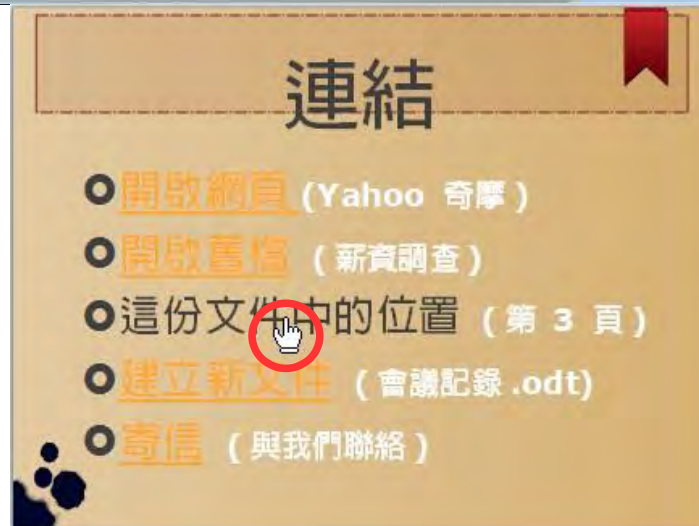 連結
開啟網頁 (Yahoo 奇摩)
開啟舊檔 (薪資調查)
這份文件中的位置 (第 3 頁)
建立新文件 (會議記錄.odt)
寄信 (與我們聯絡)